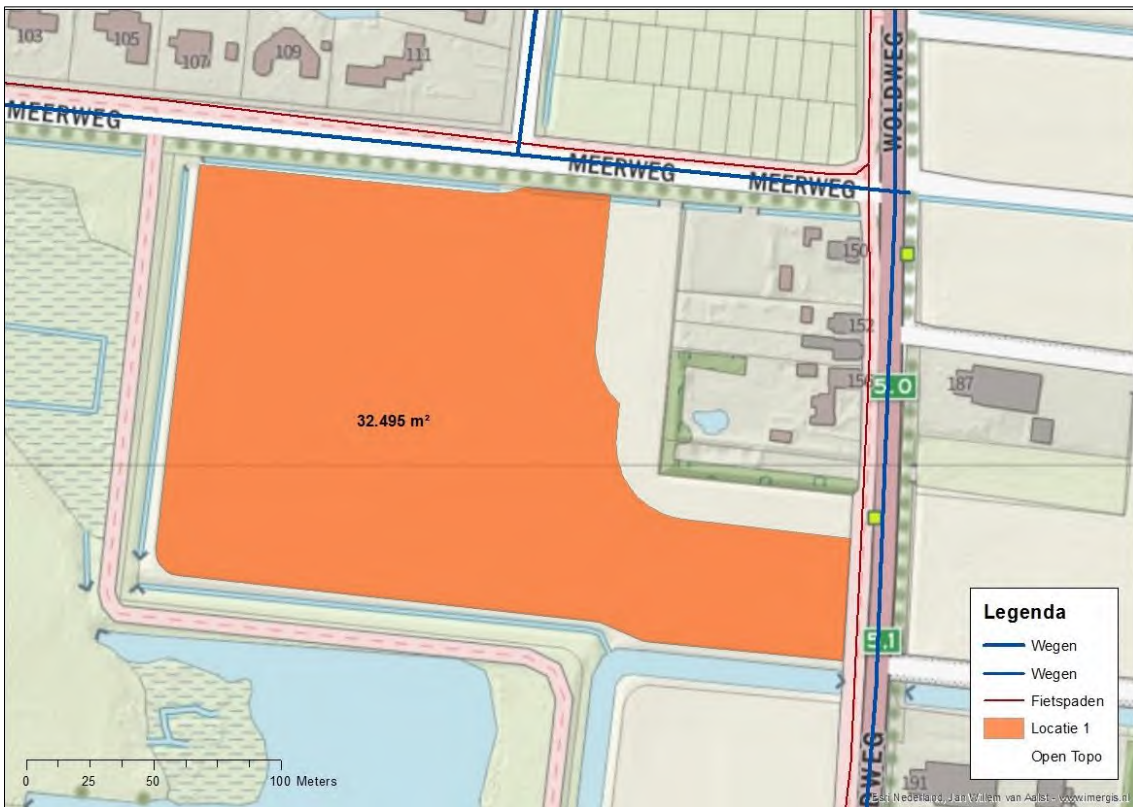 103
105
107
109
111
MEERWEG
MEERWEG
MEERWEG
WOLDWEG
150
152
5.0
187
32.495 m²
5.1
Legenda
Wegen
Wegen
Fietspaden
Locatie 1
Open Topo
191
0 25 50 100 Meters
Esri Nederland, Jan Willem van Aalst - www.imergis.nl